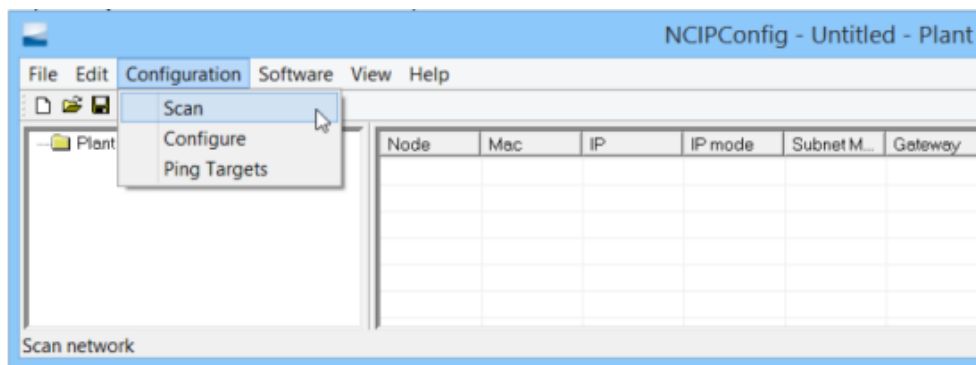 NCIPConfig - Untitled - Plant
File Edit Configuration Software View Help
Scan
Configure
Ping Targets
Plant
Node Mac IP IP mode Subnet M... Gateway
Scan network